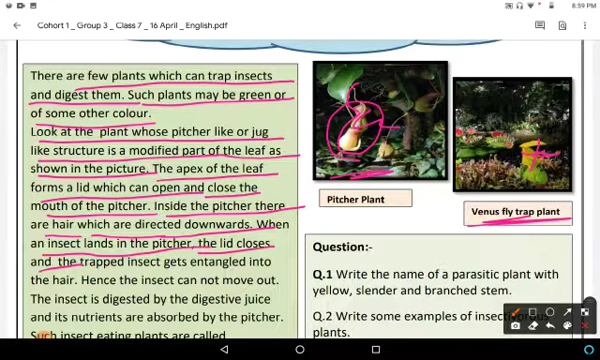 8:59 PM
Cohort 1_ Group 3_ Class 7 _ 16 April _ English.pdf
There are few plants which can trap insects
and digest them. Such plants may be green or
of some other colour.
Look at the plant whose pitcher like or jug
like structure is a modified part of the leaf as
shown in the picture. The apex of the leaf
forms a lid which can open and close the
mouth of the pitcher. Inside the pitcher there
are hair which are directed downwards. When
an insect lands in the pitcher, the lid closes
and the trapped insect gets entangled into
the hair. Hence the insect can not move out.
The insect is digested by the digestive juice
and its nutrients are absorbed by the pitcher.
Such insect eating plants are called
Pitcher Plant
Venus fly trap plant
Question:-
Q.1 Write the name of a parasitic plant with
yellow, slender and branched stem.
Q.2 Write some examples of insectivorous
plants.